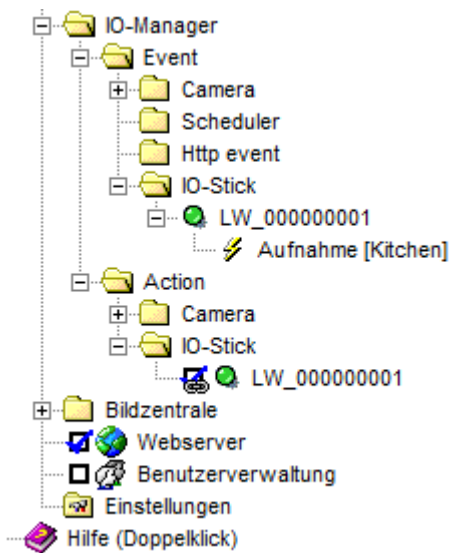 IO-Manager
Event
Camera
Scheduler
Http event
IO-Stick
LW_000000001
Aufnahme [Kitchen]
Action
Camera
IO-Stick
LW_000000001
Bildzentrale
Webserver
Benutzerverwaltung
Einstellungen
Hilfe (Doppelklick)